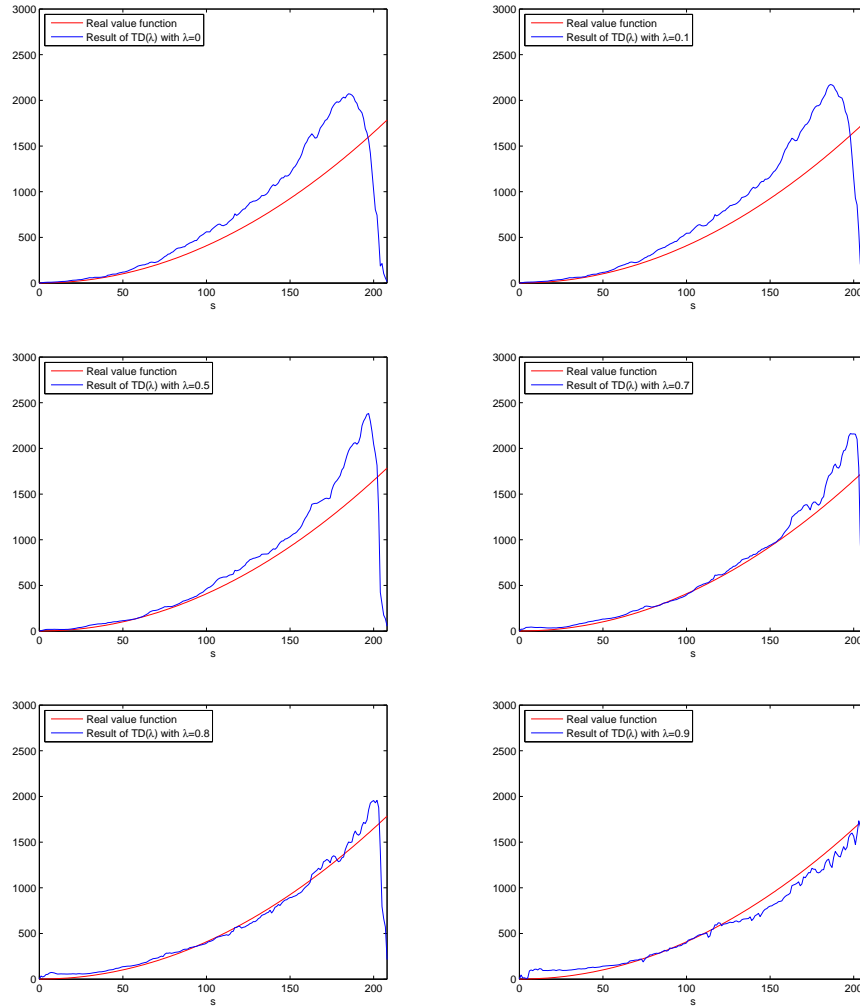 3000
2500
2000
1500
1000
500
0
Real value function
Result of TD(λ) with λ=0
0 50 100 150 200
s
3000
2500
2000
1500
1000
500
0
Real value function
Result of TD(λ) with λ=0.1
0 50 100 150 200
s
3000
2500
2000
1500
1000
500
0
Real value function
Result of TD(λ) with λ=0.5
0 50 100 150 200
s
3000
2500
2000
1500
1000
500
0
Real value function
Result of TD(λ) with λ=0.7
0 50 100 150 200
s
3000
2500
2000
1500
1000
500
0
Real value function
Result of TD(λ) with λ=0.8
0 50 100 150 200
s
3000
2500
2000
1500
1000
500
0
Real value function
Result of TD(λ) with λ=0.9
0 50 100 150 200
s